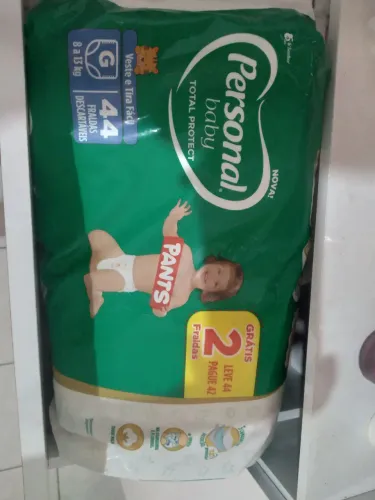 Personal
baby
TOTAL PROTECT
NOVA!
Veste e Tira Fácil
G
8 a 13 kg
44
FRALDAS
DESCARTÁVEIS
PANTS
GRÁTIS
2
Fraldas
LEVE 44
PAGUE 42